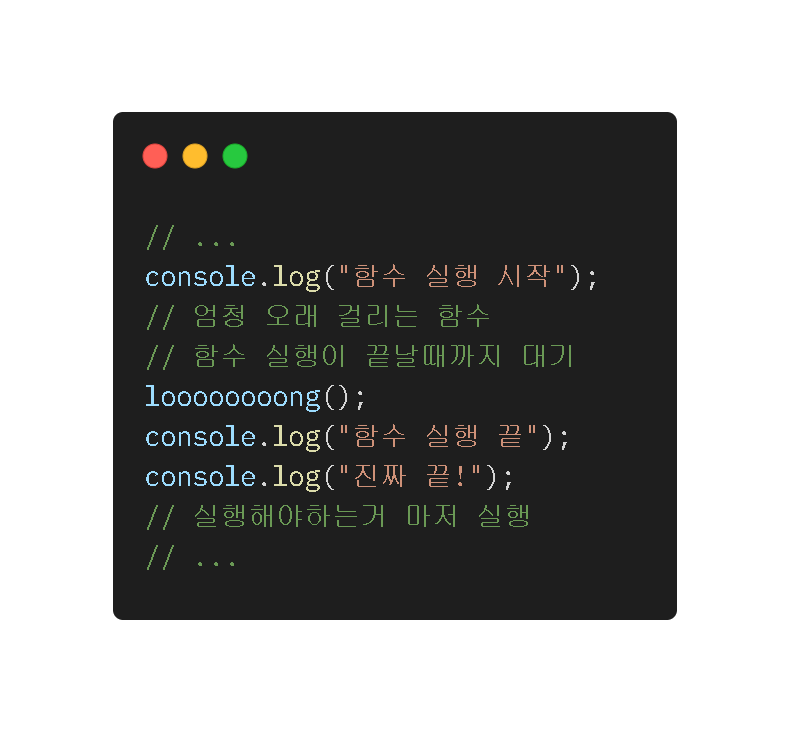 // ...
console.log("함수 실행 시작");
// 엄청 오래 걸리는 함수
// 함수 실행이 끝날때까지 대기
looooooooong();
console.log("함수 실행 끝");
console.log("진짜 끝!");
// 실행해야하는거 마저 실행
// ...